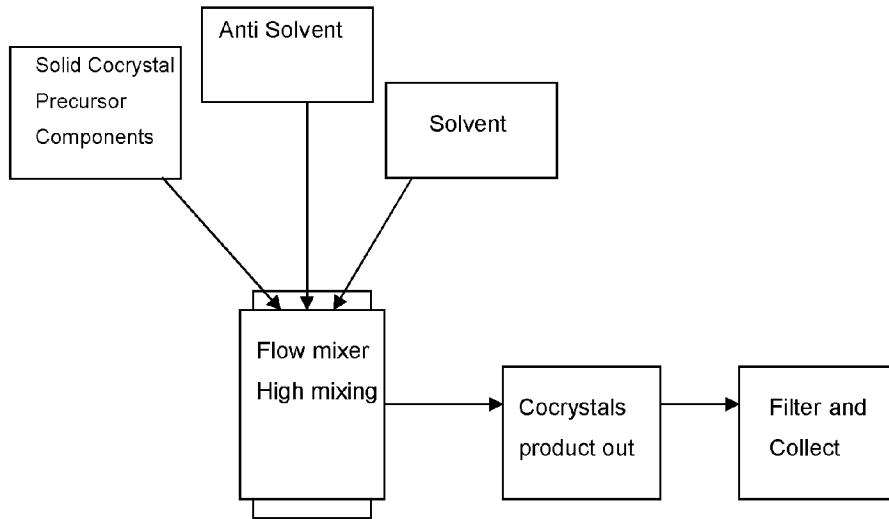 Solid Cocrystal
Precursor
Components
Anti Solvent
Solvent
Flow mixer
High mixing
Cocrystals
product out
Filter and
Collect